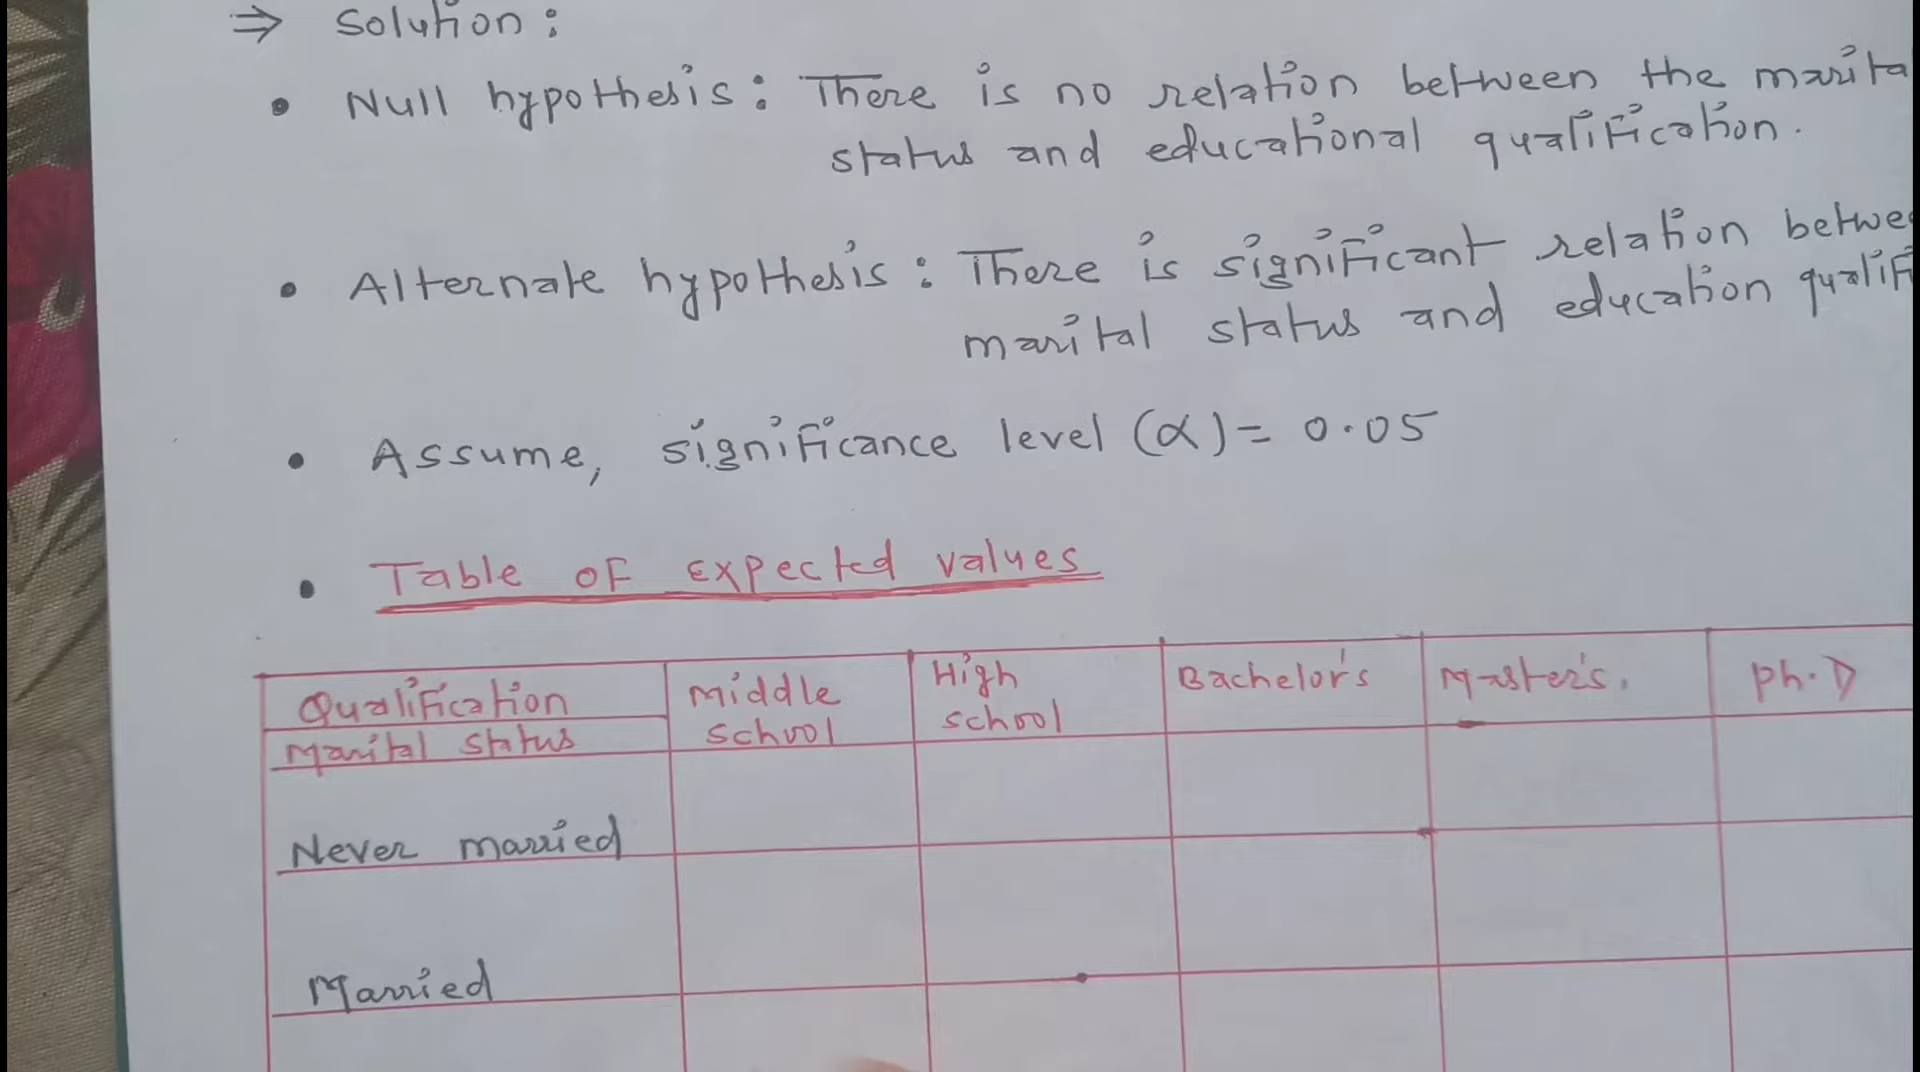 ⇒ Solution :
• Null hypothesis : There is no relation between the marita
status and educational qualification.
• Alternate hypothesis : There is significant relation betwe
marital status and education qualif
• Assume, significance level (α) = 0.05
• Table of expected values
Qualification
Marital status
Middle
school
High
school
Bachelor's
Master's.
Ph.D
Never married
Married